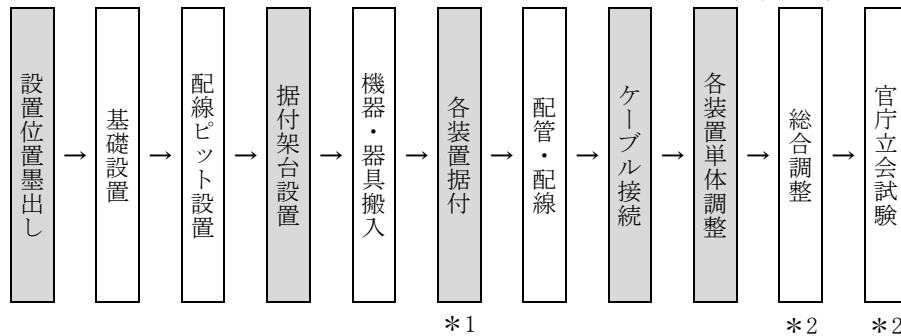 設置位置墨出し
→
基礎設置
→
配線ピット設置
→
据付架台設置
→
機器・器具搬入
→
各装置据付
→
配管・配線
→
ケーブル接続
→
各装置単体調整
→
総合調整
→
官庁立会試験
*1
*2
*2